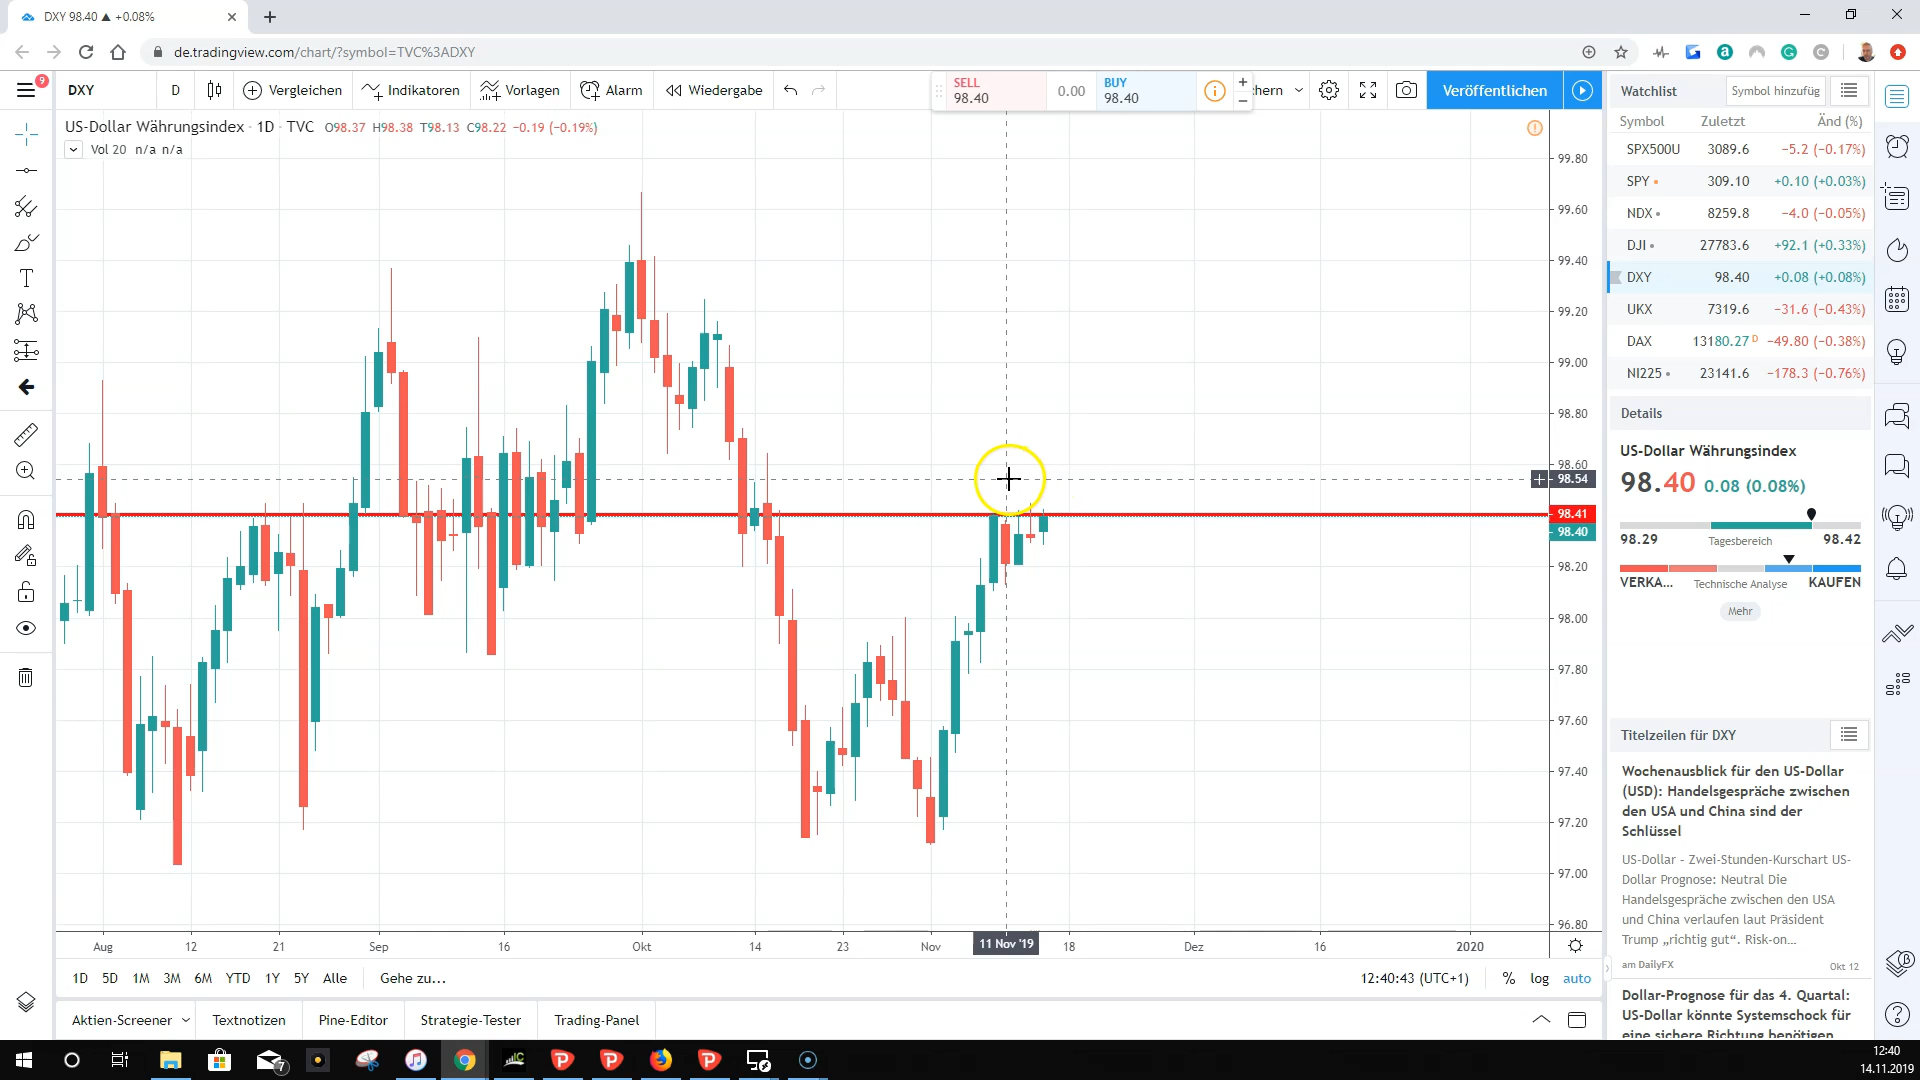 DXY 98.40 ▲ +0.08%
de.tradingview.com/chart/?symbol=TVC%3ADXY
9
DXY
D
Vergleichen
Indikatoren
Vorlagen
Alarm
Wiedergabe
SELL
98.40
0.00
BUY
98.40
chern
Veröffentlichen
US-Dollar Währungsindex · 1D · TVC O98.37 H98.38 T98.13 C98.22 −0.19 (−0.19%)
Vol 20 n/a n/a
99.80
99.60
99.40
99.20
99.00
98.80
98.60
98.54
98.41
98.40
98.20
98.00
97.80
97.60
97.40
97.20
97.00
96.80
Aug 12 21 Sep 16 Okt 14 23 Nov 11 Nov '19 18 Dez 16 2020
1D 5D 1M 3M 6M YTD 1Y 5Y Alle Gehe zu...
12:40:43 (UTC+1) % log auto
Aktien-Screener Textnotizen Pine-Editor Strategie-Tester Trading-Panel
Watchlist Symbol hinzufüg
Symbol Zuletzt Änd (%)
SPX500U 3089.6 −5.2 (−0.17%)
SPY 309.10 +0.10 (+0.03%)
NDX 8259.8 −4.0 (−0.05%)
DJI 27783.6 +92.1 (+0.33%)
DXY 98.40 +0.08 (+0.08%)
UKX 7319.6 −31.6 (−0.43%)
DAX 13180.27 D −49.80 (−0.38%)
NI225 23141.6 −178.3 (−0.76%)
Details
US-Dollar Währungsindex
98.40 0.08 (0.08%)
98.29 Tagesbereich 98.42
VERKA... Technische Analyse KAUFEN
Mehr
Titelzeilen für DXY
Wochenausblick für den US-Dollar
(USD): Handelsgespräche zwischen
den USA und China sind der
Schlüssel
US-Dollar - Zwei-Stunden-Kurschart US-
Dollar Prognose: Neutral Die
Handelsgespräche zwischen den USA
und China verlaufen laut Präsident
Trump „richtig gut“. Risk-on...
am DailyFX Okt 12
Dollar-Prognose für das 4. Quartal:
US-Dollar könnte Systemschock für
eine sichere Richtung benötigen
7
12:40
14.11.2019